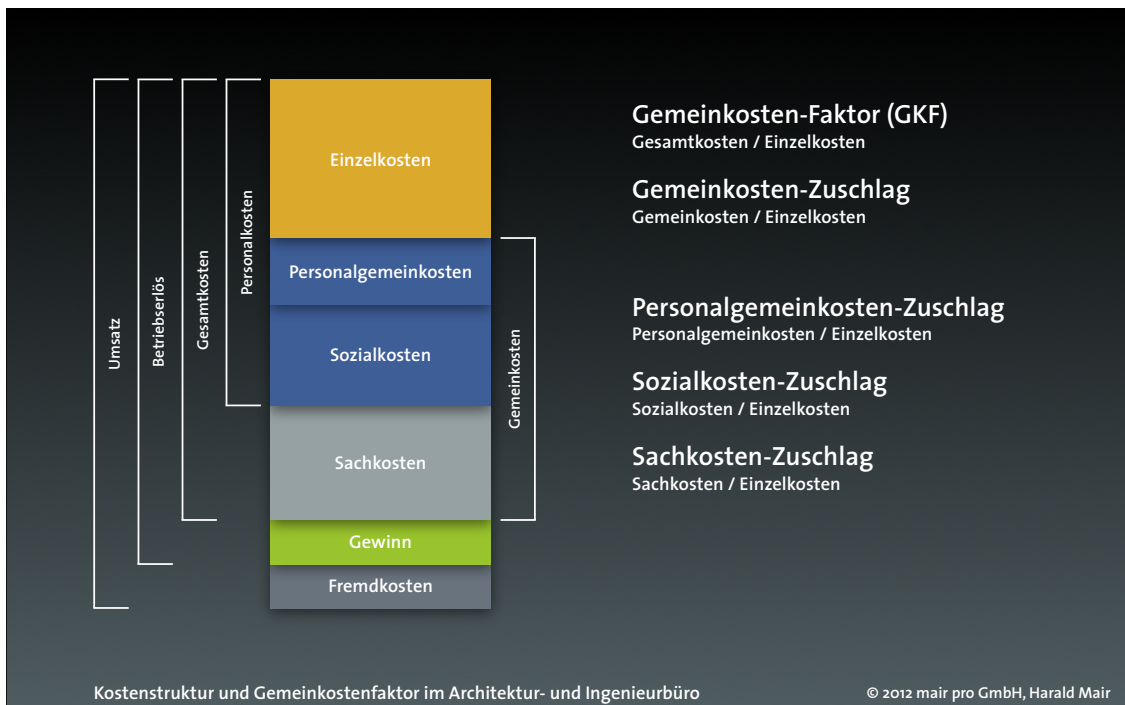 Umsatz
Betriebserlös
Gesamtkosten
Personalkosten
Einzelkosten
Personalgemeinkosten
Sozialkosten
Sachkosten
Gewinn
Fremdkosten
Gemeinkosten
Gemeinkosten-Faktor (GKF)
Gesamtkosten / Einzelkosten
Gemeinkosten-Zuschlag
Gemeinkosten / Einzelkosten
Personalgemeinkosten-Zuschlag
Personalgemeinkosten / Einzelkosten
Sozialkosten-Zuschlag
Sozialkosten / Einzelkosten
Sachkosten-Zuschlag
Sachkosten / Einzelkosten
Kostenstruktur und Gemeinkostenfaktor im Architektur- und Ingenieurbüro
© 2012 mair pro GmbH, Harald Mair